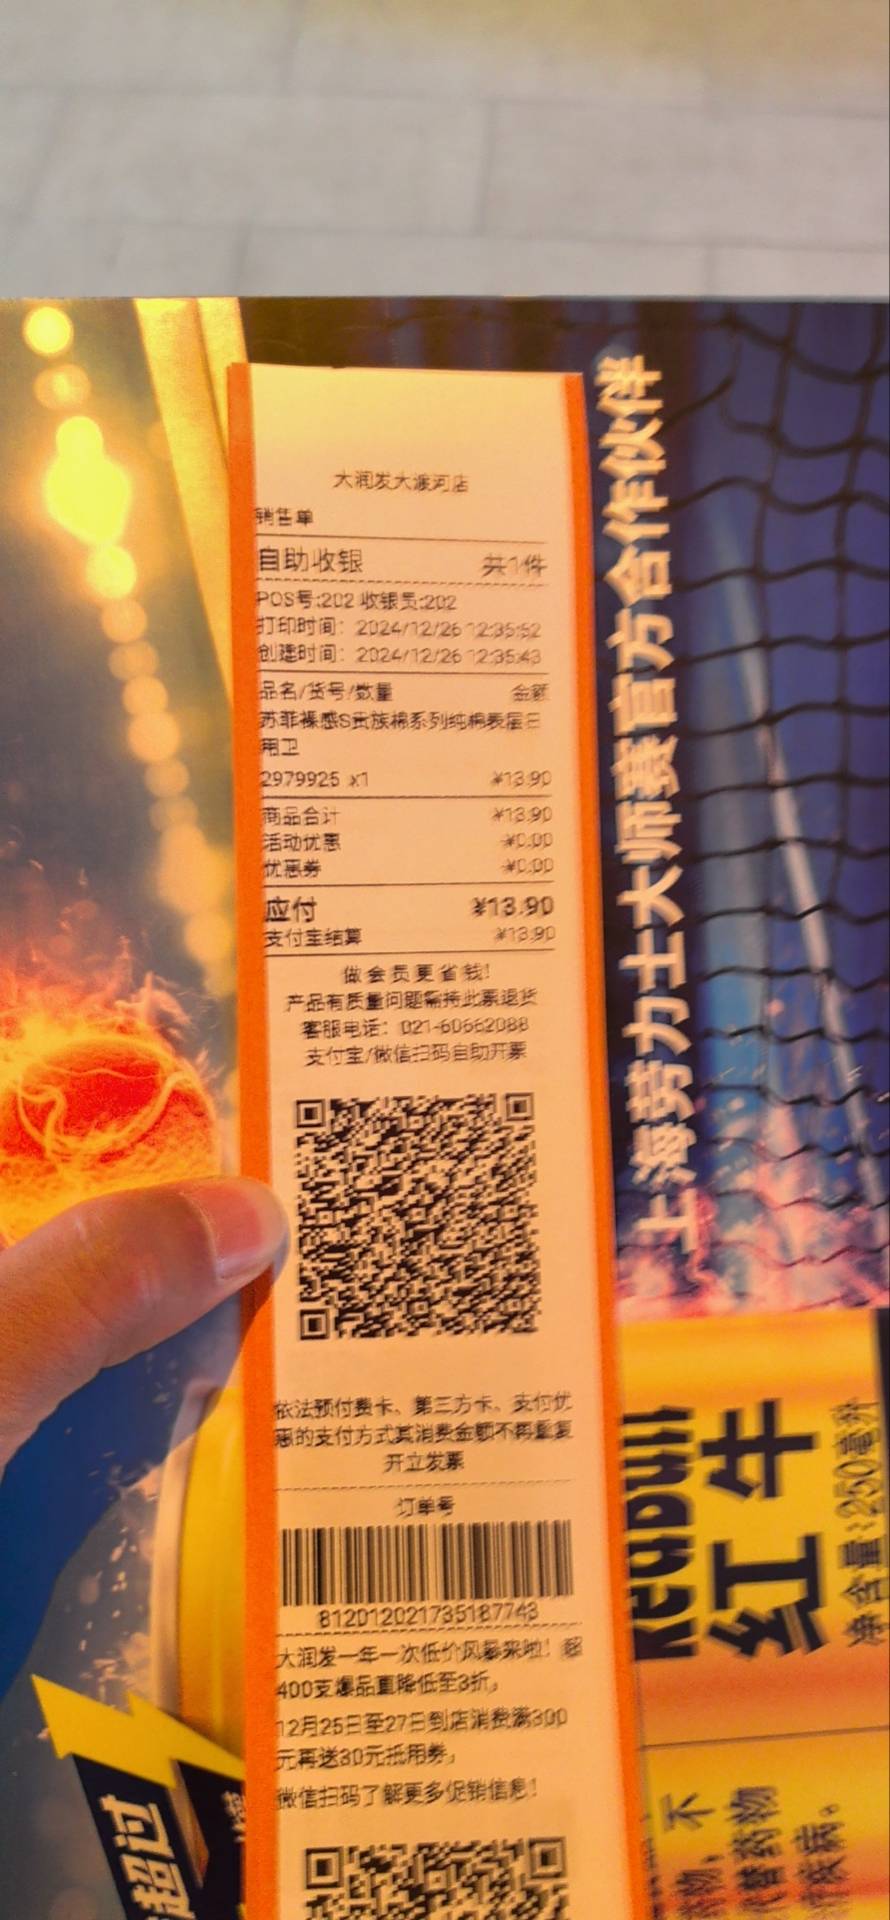 大润发大渡河店
销售单
自助收银 共1件
POS号:202 收银员:202
打印时间：2024/12/26 12:35:52
创建时间：2024/12/26 12:35:43
品名/货号/数量 金额
苏菲裸感S贵族棉系列纯棉表层日
用卫
2979925 x1 ¥13.90
商品合计 ¥13.90
活动优惠 -¥0.00
优惠券 -¥0.00
应付 ¥13.90
支付宝结算 ¥13.90
做会员更省钱!
产品有质量问题需持此票退货
客服电话：021-60662088
支付宝/微信扫码自助开票
依法预付费卡、第三方卡、支付优
惠的支付方式其消费金额不再重复
开立发票
订单号
812012021735187743
大润发一年一次低价风暴来啦！超
400支爆品直降低至3折。
12月25日至27日到店消费满300
元再送30元抵用券。
微信扫码了解更多促销信息！
上海劳力士大师赛官方合作伙伴
RedBull
红牛
净含量:250毫升
超过
不
物，
代替药物
疾病。